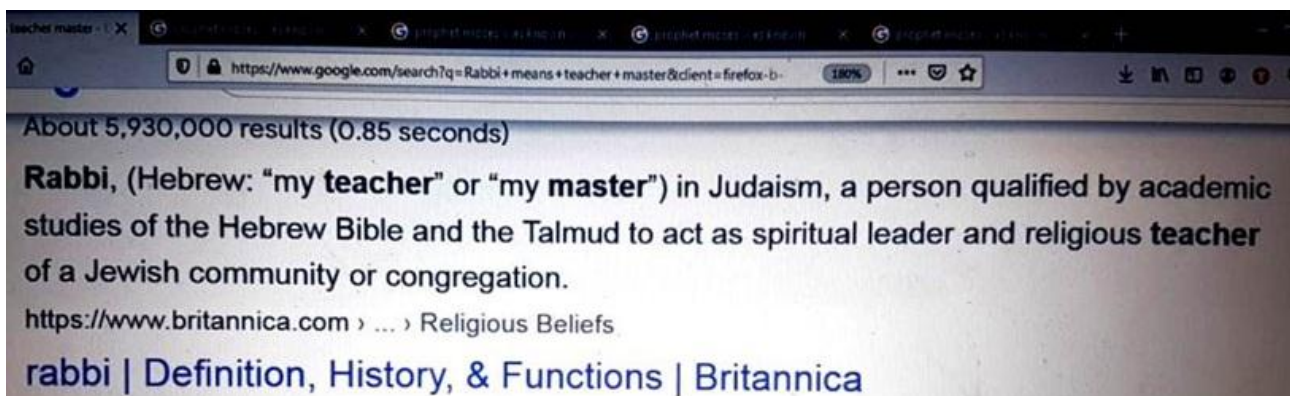 teacher master -
https://www.google.com/search?q=Rabbi+means+teacher+master&client=firefox-b-
180%
About 5,930,000 results (0.85 seconds)
Rabbi, (Hebrew: “my teacher” or “my master”) in Judaism, a person qualified by academic
studies of the Hebrew Bible and the Talmud to act as spiritual leader and religious teacher
of a Jewish community or congregation.
https://www.britannica.com › ... › Religious Beliefs
rabbi | Definition, History, & Functions | Britannica